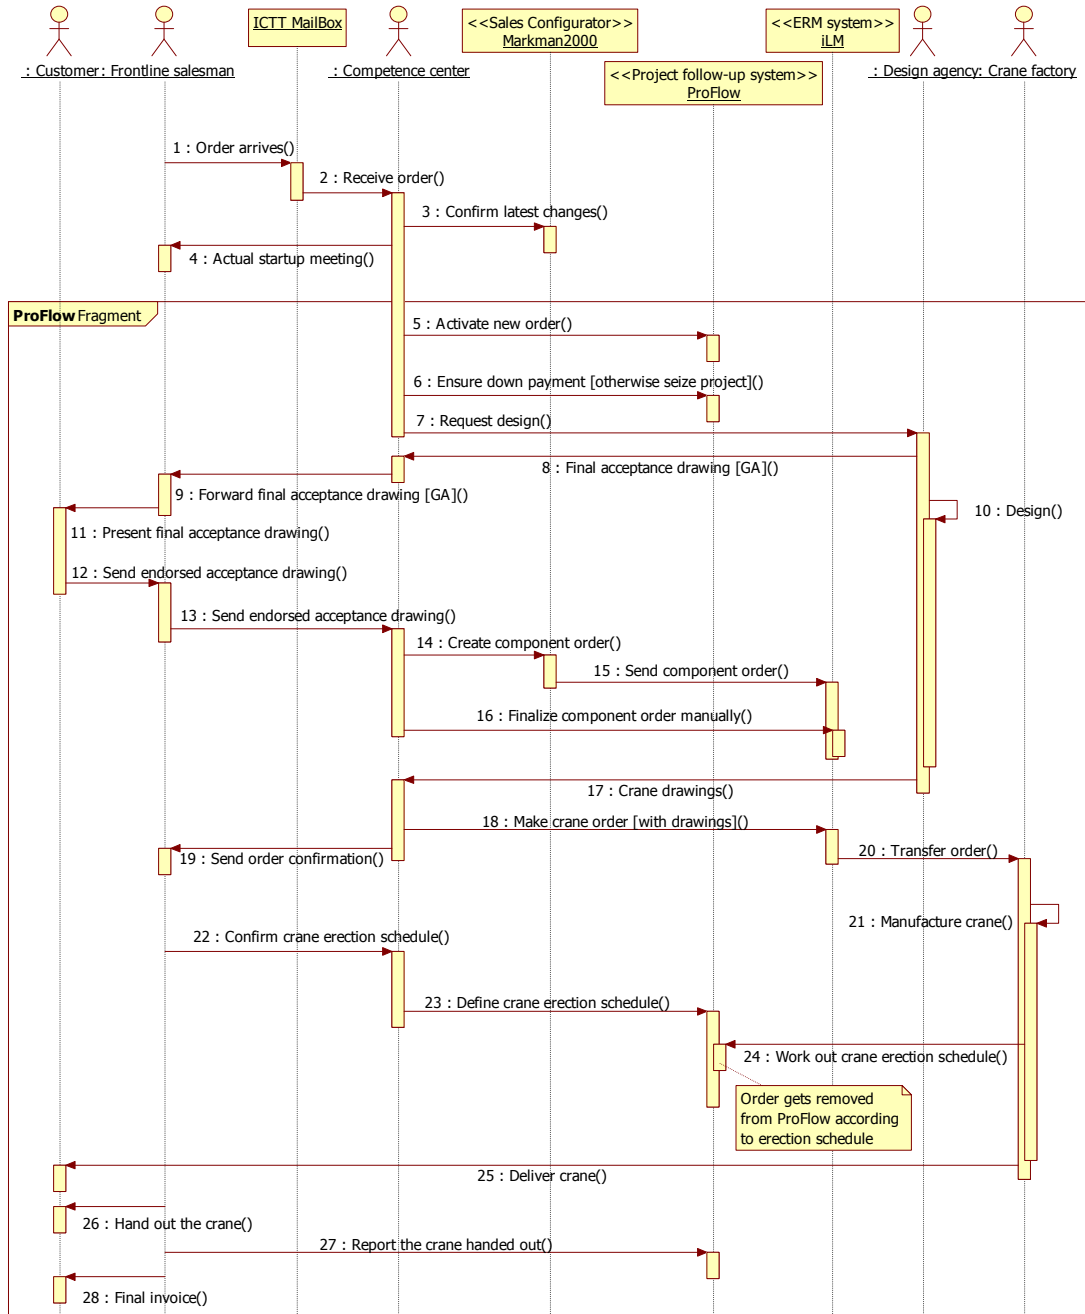 ICTT MailBox
<<Sales Configurator>>
Markman2000
<<ERM system>>
iLM
: Customer
: Frontline salesman
: Competence center
<<Project follow-up system>>
ProFlow
: Design agency
: Crane factory
1 : Order arrives()
2 : Receive order()
3 : Confirm latest changes()
4 : Actual startup meeting()
ProFlow Fragment
5 : Activate new order()
6 : Ensure down payment [otherwise seize project]()
7 : Request design()
8 : Final acceptance drawing [GA]()
9 : Forward final acceptance drawing [GA]()
10 : Design()
11 : Present final acceptance drawing()
12 : Send endorsed acceptance drawing()
13 : Send endorsed acceptance drawing()
14 : Create component order()
15 : Send component order()
16 : Finalize component order manually()
17 : Crane drawings()
18 : Make crane order [with drawings]()
19 : Send order confirmation()
20 : Transfer order()
21 : Manufacture crane()
22 : Confirm crane erection schedule()
23 : Define crane erection schedule()
24 : Work out crane erection schedule()
Order gets removed
from ProFlow according
to erection schedule
25 : Deliver crane()
26 : Hand out the crane()
27 : Report the crane handed out()
28 : Final invoice()